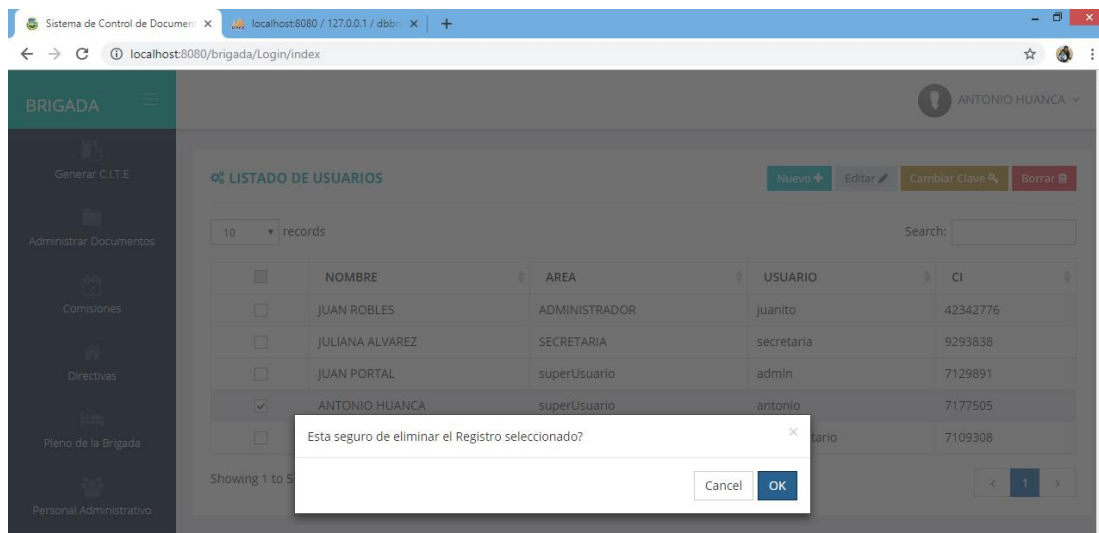 Sistema de Control de Document
localhost:8080 / 127.0.0.1 / dbbri
localhost:8080/brigada/Login/index
BRIGADA
ANTONIO HUANCA
Generar C.I.T.E
LISTADO DE USUARIOS
Nuevo
Editar
Cambiar Clave
Borrar
Administrar Documentos
10 records
Search:
NOMBRE AREA USUARIO CI
Comisiones
JUAN ROBLES ADMINISTRADOR juanito 42342776
JULIANA ALVAREZ SECRETARIA secretaria 9293838
Directivas
JUAN PORTAL superUsuario admin 7129891
ANTONIO HUANCA superUsuario antonio 7177505
Pleno de la Brigada
Esta seguro de eliminar el Registro seleccionado?
tario 7109308
Cancel OK
Showing 1 to 5
1
Personal Administrativo